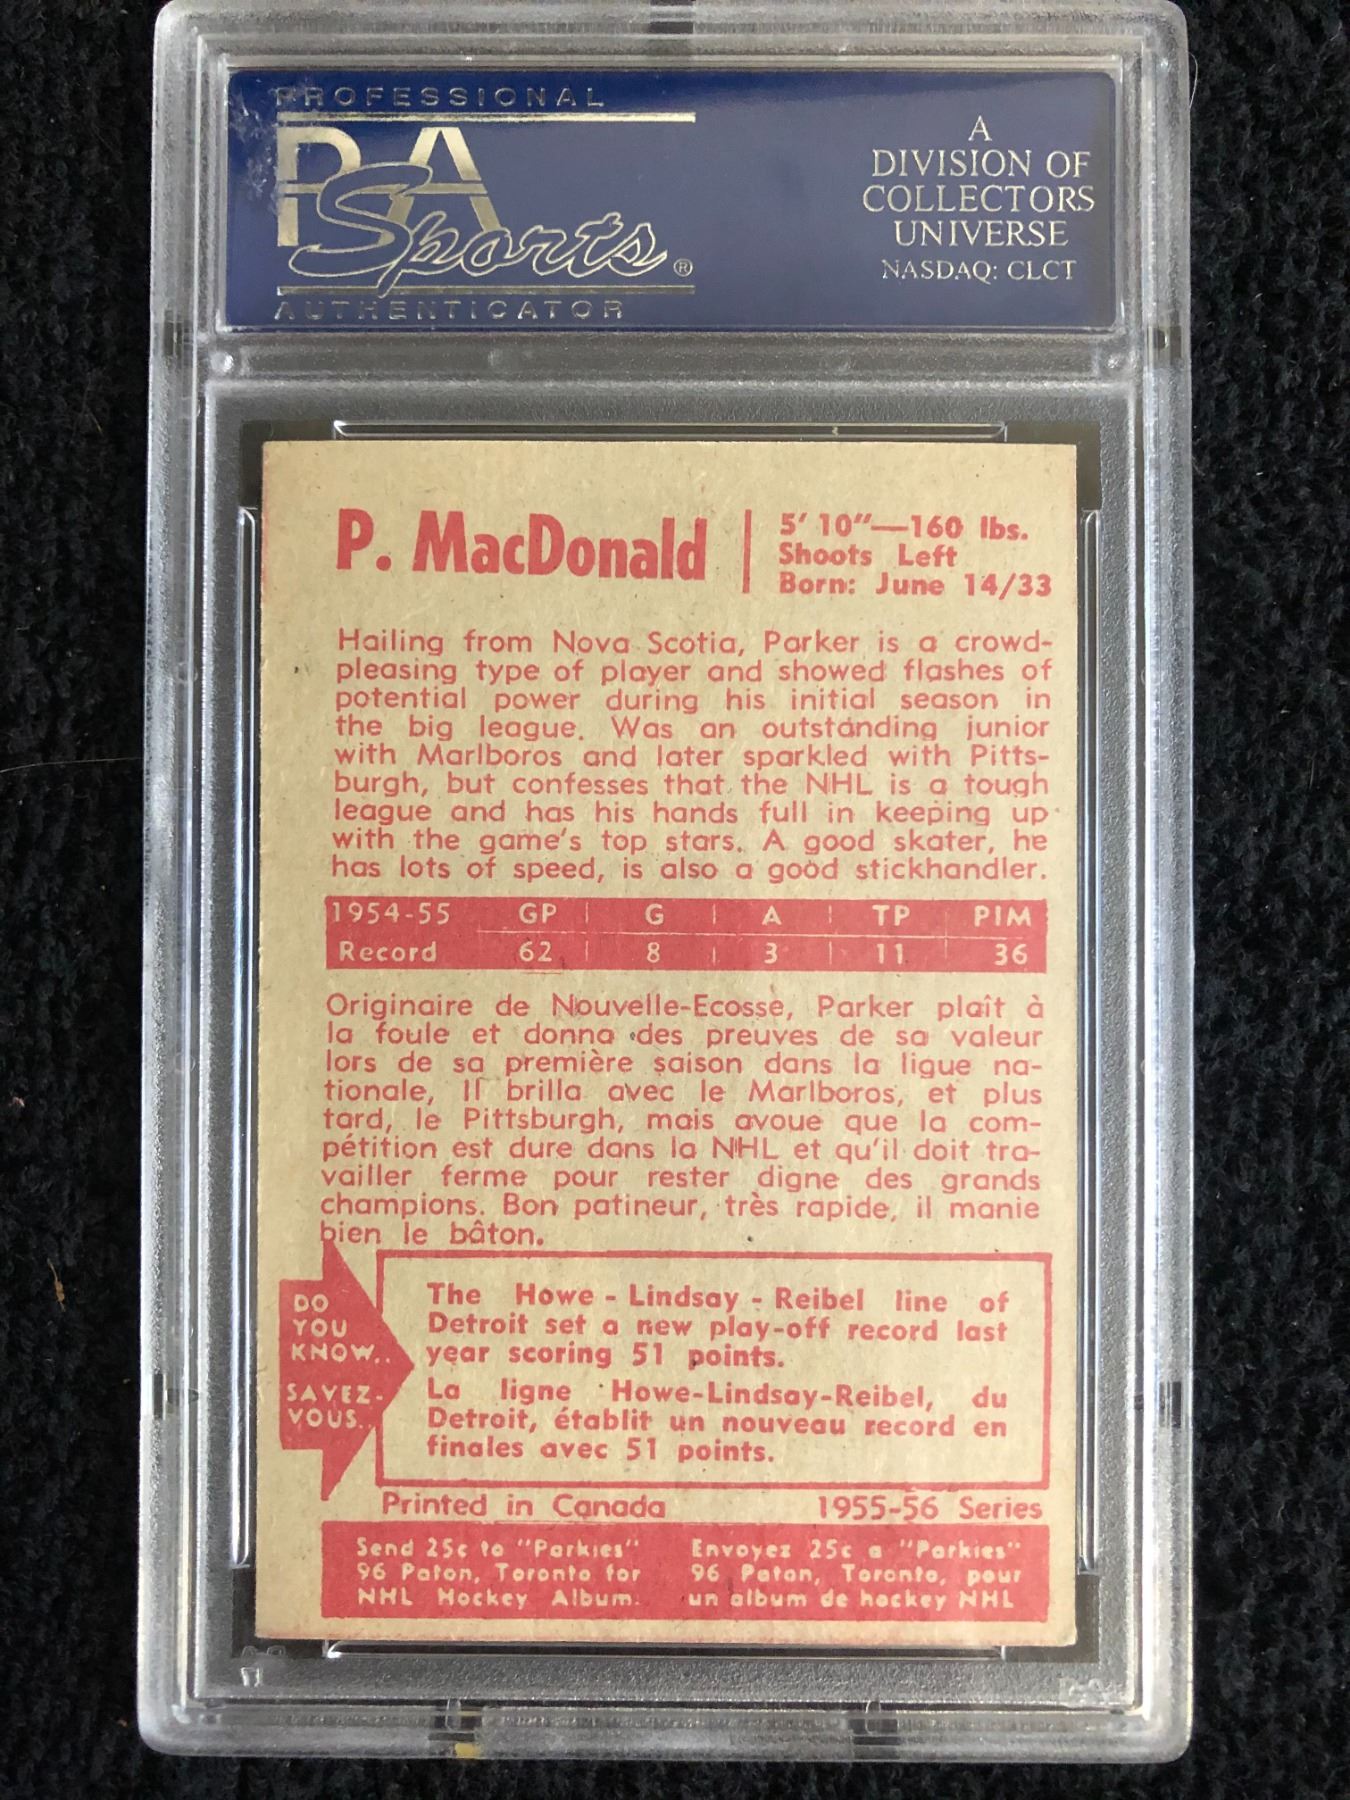 PROFESSIONAL
PSA
Sports®
AUTHENTICATOR
A
DIVISION OF
COLLECTORS
UNIVERSE
NASDAQ: CLCT
P. MacDonald
5' 10"—160 lbs.
Shoots Left
Born: June 14/33
Hailing from Nova Scotia, Parker is a crowd-
pleasing type of player and showed flashes of
potential power during his initial season in
the big league. Was an outstanding junior
with Marlboros and later sparkled with Pitts-
burgh, but confesses that the NHL is a tough
league and has his hands full in keeping up
with the game's top stars. A good skater, he
has lots of speed, is also a good stickhandler.
1954-55 GP G A TP PIM
Record 62 8 3 11 36
Originaire de Nouvelle-Ecosse, Parker plaît à
la foule et donna des preuves de sa valeur
lors de sa première saison dans la ligue na-
tionale, Il brilla avec le Marlboros, et plus
tard, le Pittsburgh, mais avoue que la com-
pétition est dure dans la NHL et qu'il doit tra-
vailler ferme pour rester digne des grands
champions. Bon patineur, très rapide, il manie
bien le bâton.
DO
YOU
KNOW..
SAVEZ-
VOUS.
The Howe - Lindsay - Reibel line of
Detroit set a new play-off record last
year scoring 51 points.
La ligne Howe-Lindsay-Reibel, du
Detroit, établit un nouveau record en
finales avec 51 points.
Printed in Canada 1955-56 Series
Send 25c to "Parkies"
96 Paton, Toronto for
NHL Hockey Album.
Envoyez 25c a "Parkies"
96 Paton, Toronto, pour
un album de hockey NHL